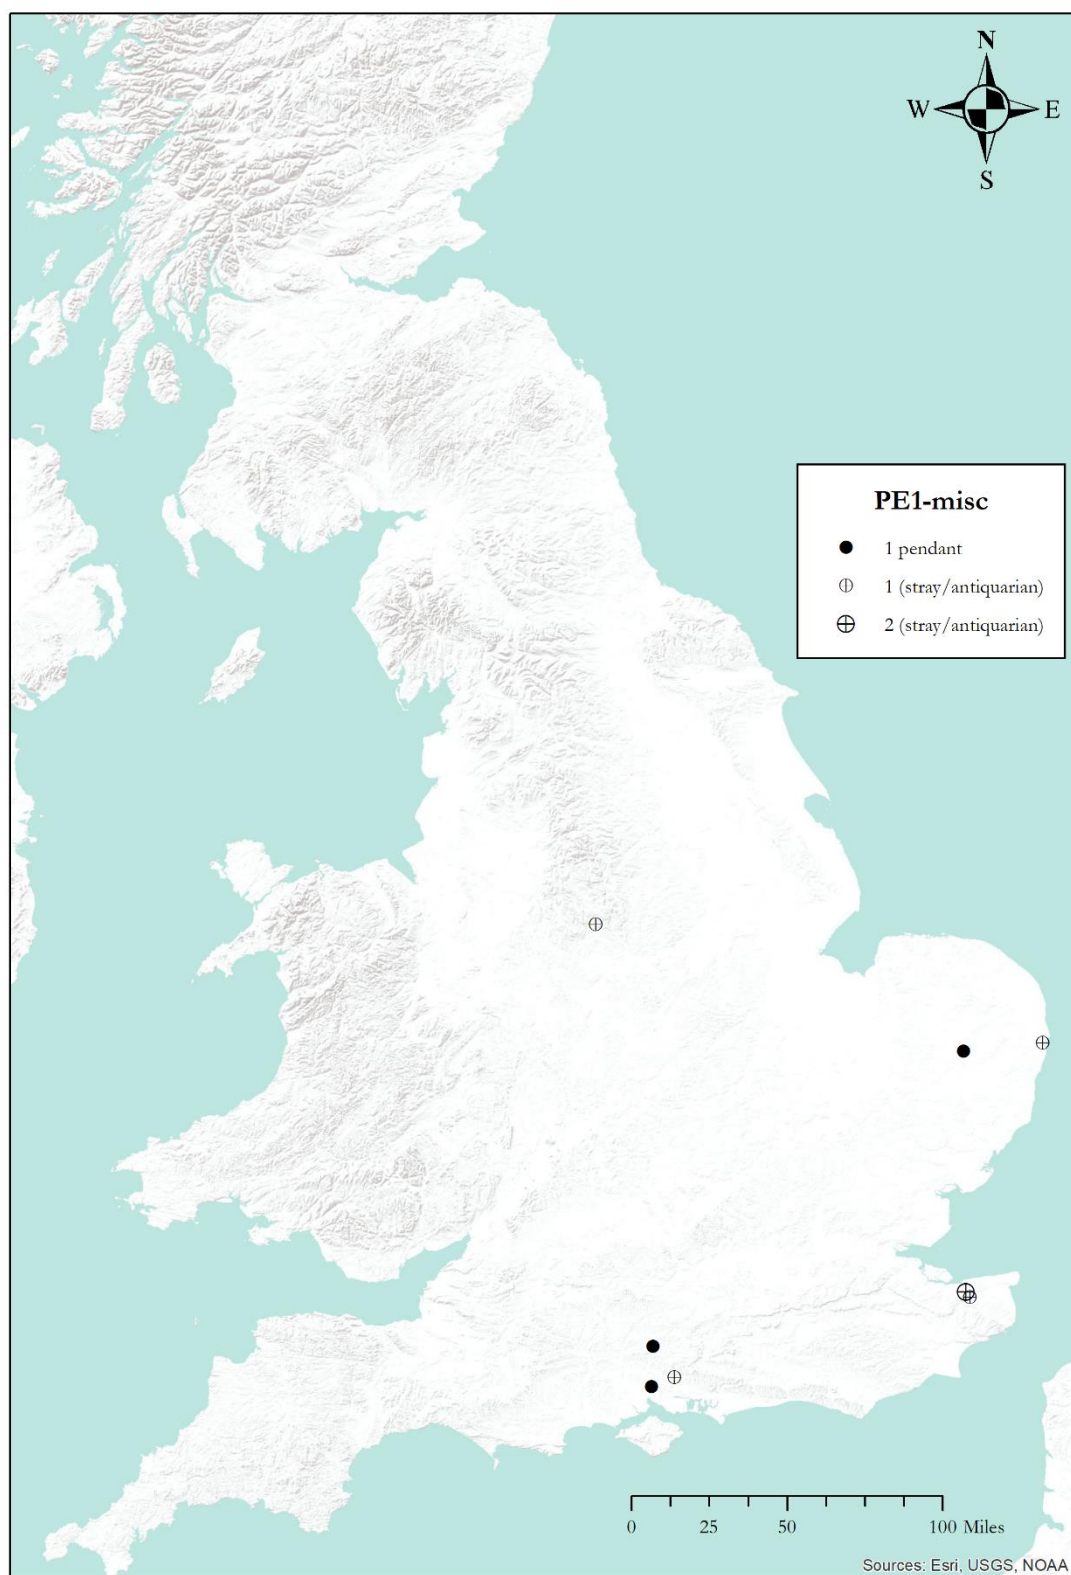 N
W E
S
PE1-misc
1 pendant
1 (stray/antiquarian)
2 (stray/antiquarian)
0 25 50 100 Miles
Sources: Esri, USGS, NOAA